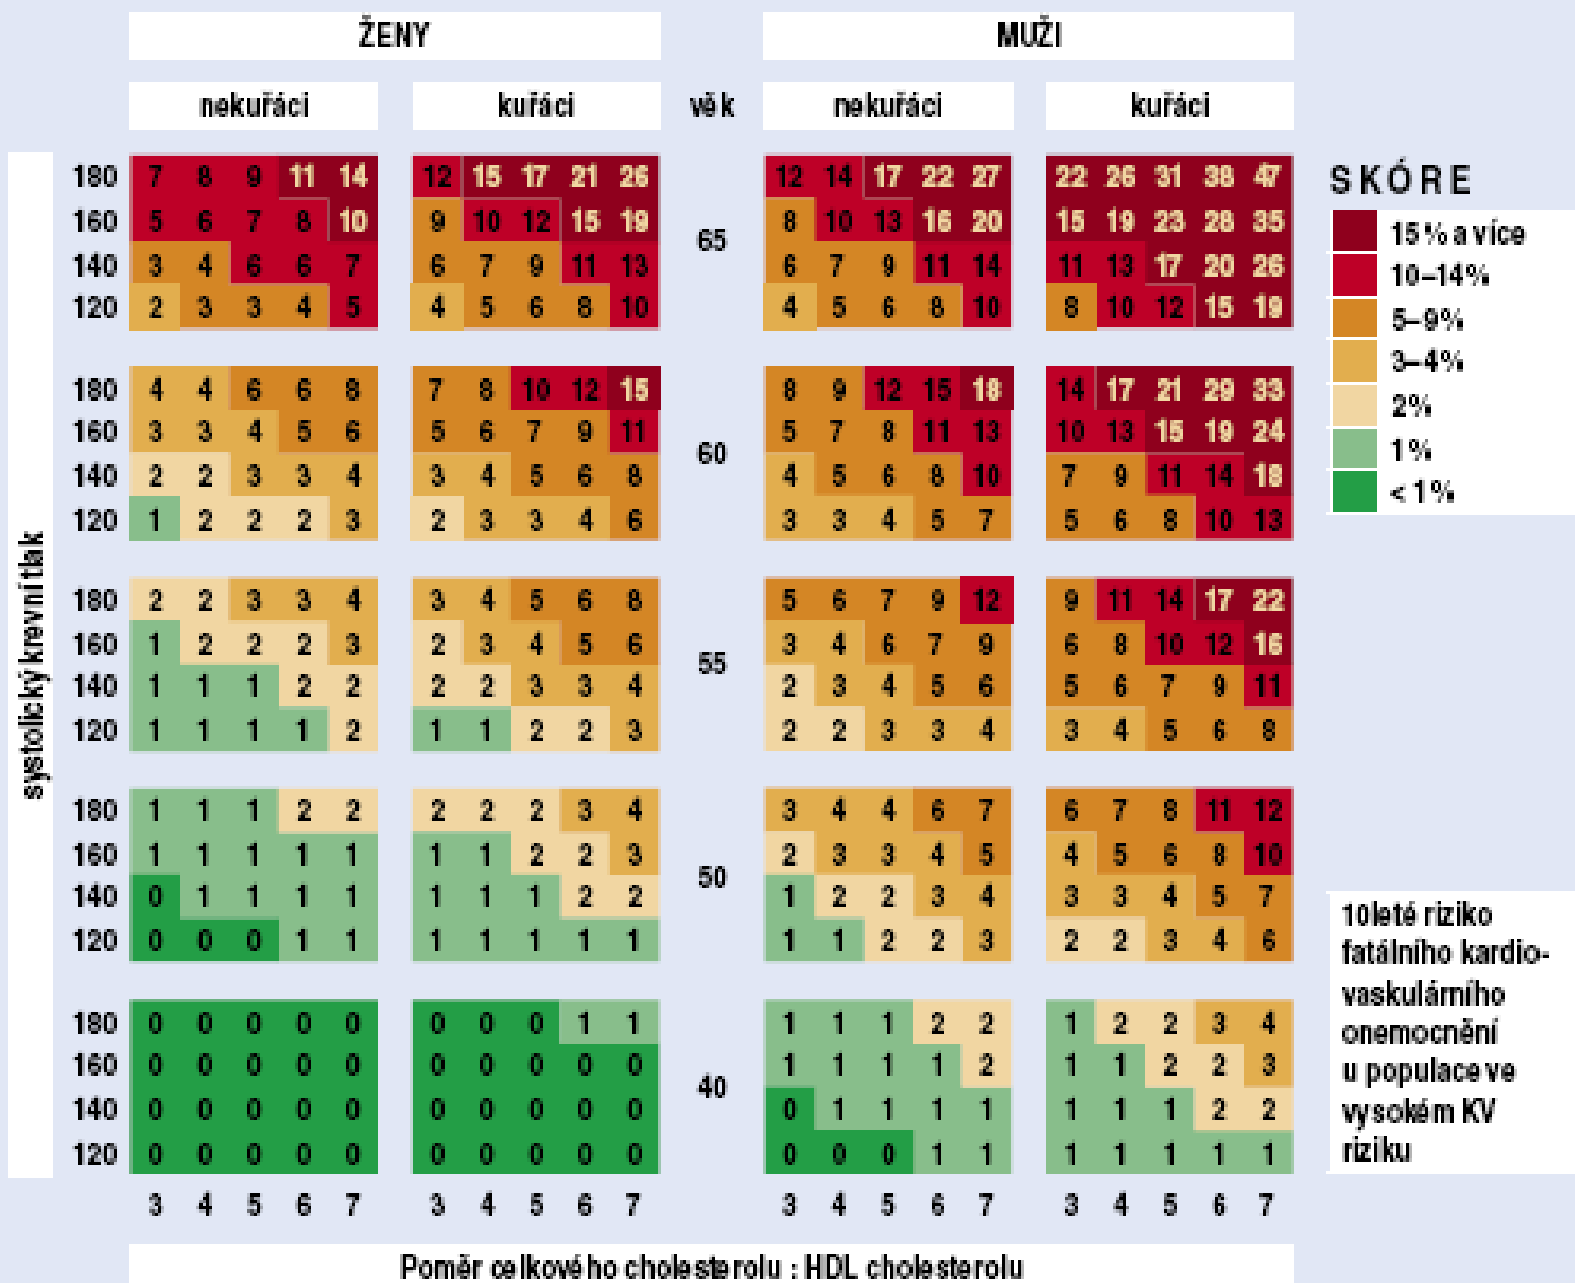 ŽENY MUŽI
nekuřáci kuřáci věk nekuřáci kuřáci
systolický krevní tlak
180 7 8 9 11 14 12 15 17 21 26 12 14 17 22 27 22 26 31 38 47
160 5 6 7 8 10 9 10 12 15 19 8 10 13 16 20 15 19 23 28 35
65
140 3 4 6 6 7 6 7 9 11 13 6 7 9 11 14 11 13 17 20 26
120 2 3 3 4 5 4 5 6 8 10 4 5 6 8 10 8 10 12 15 19
180 4 4 6 6 8 7 8 10 12 15 8 9 12 15 18 14 17 21 29 33
160 3 3 4 5 6 5 6 7 9 11 5 7 8 11 13 10 13 15 19 24
60
140 2 2 3 3 4 3 4 5 6 8 4 5 6 8 10 7 9 11 14 18
120 1 2 2 2 3 2 3 3 4 6 3 3 4 5 7 5 6 8 10 13
180 2 2 3 3 4 3 4 5 6 8 5 6 7 9 12 9 11 14 17 22
160 1 2 2 2 3 2 3 4 5 6 3 4 6 7 9 6 8 10 12 16
55
140 1 1 1 2 2 2 2 3 3 4 2 3 4 5 6 5 6 7 9 11
120 1 1 1 1 2 1 1 2 2 3 2 2 3 3 4 3 4 5 6 8
180 1 1 1 2 2 2 2 2 3 4 3 4 4 6 7 6 7 8 11 12
160 1 1 1 1 1 1 1 2 2 3 2 3 3 4 5 4 5 6 8 10
50
140 0 1 1 1 1 1 1 1 2 2 1 2 2 3 4 3 3 4 5 7
120 0 0 0 1 1 1 1 1 1 1 1 1 2 2 3 2 2 3 4 6
180 0 0 0 0 0 0 0 0 1 1 1 1 1 2 2 1 2 2 3 4
160 0 0 0 0 0 0 0 0 0 0 1 1 1 1 2 1 1 2 2 3
40
140 0 0 0 0 0 0 0 0 0 0 0 1 1 1 1 1 1 1 2 2
120 0 0 0 0 0 0 0 0 0 0 0 0 0 1 1 1 1 1 1 1
3 4 5 6 7 3 4 5 6 7 3 4 5 6 7 3 4 5 6 7
Poměr celkového cholesterolu : HDL cholesterolu
SKÓRE
15% a více
10–14%
5–9%
3–4%
2%
1%
< 1%
10leté riziko
fatálního kardio-
vaskulárního
onemocnění
u populace ve
vysokém KV
riziku